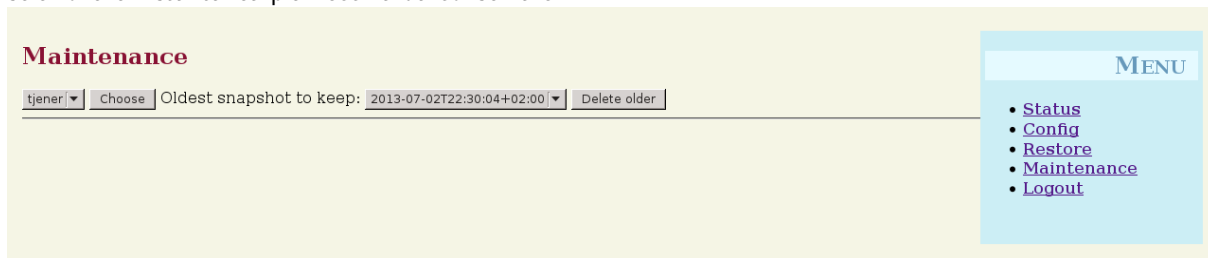 Maintenance
tjener Choose Oldest snapshot to keep: 2013-07-02T22:30:04+02:00 Delete older
MENU
• Status
• Config
• Restore
• Maintenance
• Logout